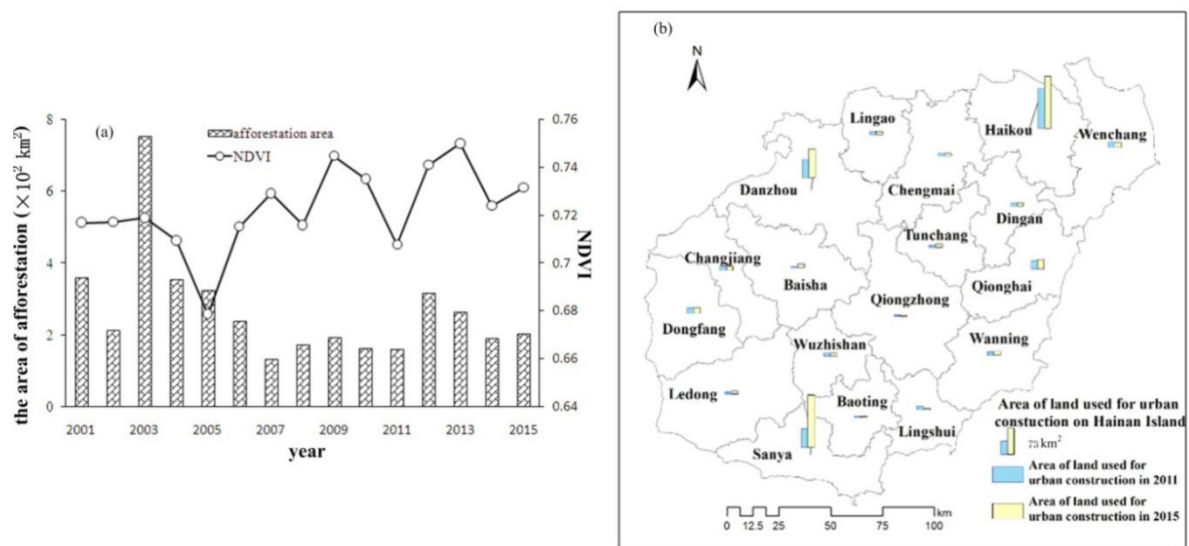 (a)
afforestation area
NDVI
the area of afforestation (×10² km²)
8
6
4
2
0
0.76
0.74
0.72
0.7
0.68
0.66
0.64
NDVI
2001 2003 2005 2007 2009 2011 2013 2015
year
(b)
N
Lingao
Haikou
Wenchang
Danzhou
Chengmai
Dingan
Tunchang
Changjiang
Baisha
Qionghai
Qiongzhong
Dongfang
Wuzhishan
Wanning
Ledong
Baoting
Lingshui
Sanya
Area of land used for urban
constuction on Hainan Island
73 km²
Area of land used for
urban construction in 2011
Area of land used for
urban construction in 2015
km
0 12.5 25 50 75 100